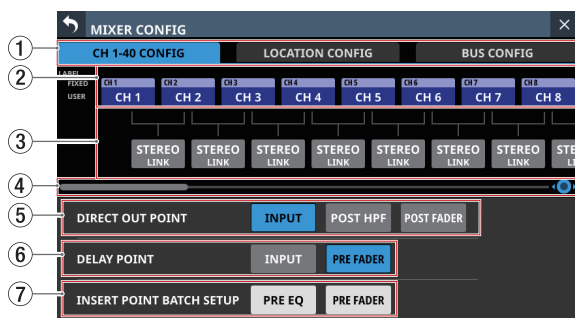 MIXER CONFIG
1 CH 1-40 CONFIG LOCATION CONFIG BUS CONFIG
2 LABEL
FIXED CH 1 CH 2 CH 3 CH 4 CH 5 CH 6 CH 7 CH 8
USER CH 1 CH 2 CH 3 CH 4 CH 5 CH 6 CH 7 CH 8
3 STEREO STEREO STEREO STEREO STEREO STEREO STEREO STE
LINK LINK LINK LINK LINK LINK LINK
4
5 DIRECT OUT POINT INPUT POST HPF POST FADER
6 DELAY POINT INPUT PRE FADER
7 INSERT POINT BATCH SETUP PRE EQ PRE FADER